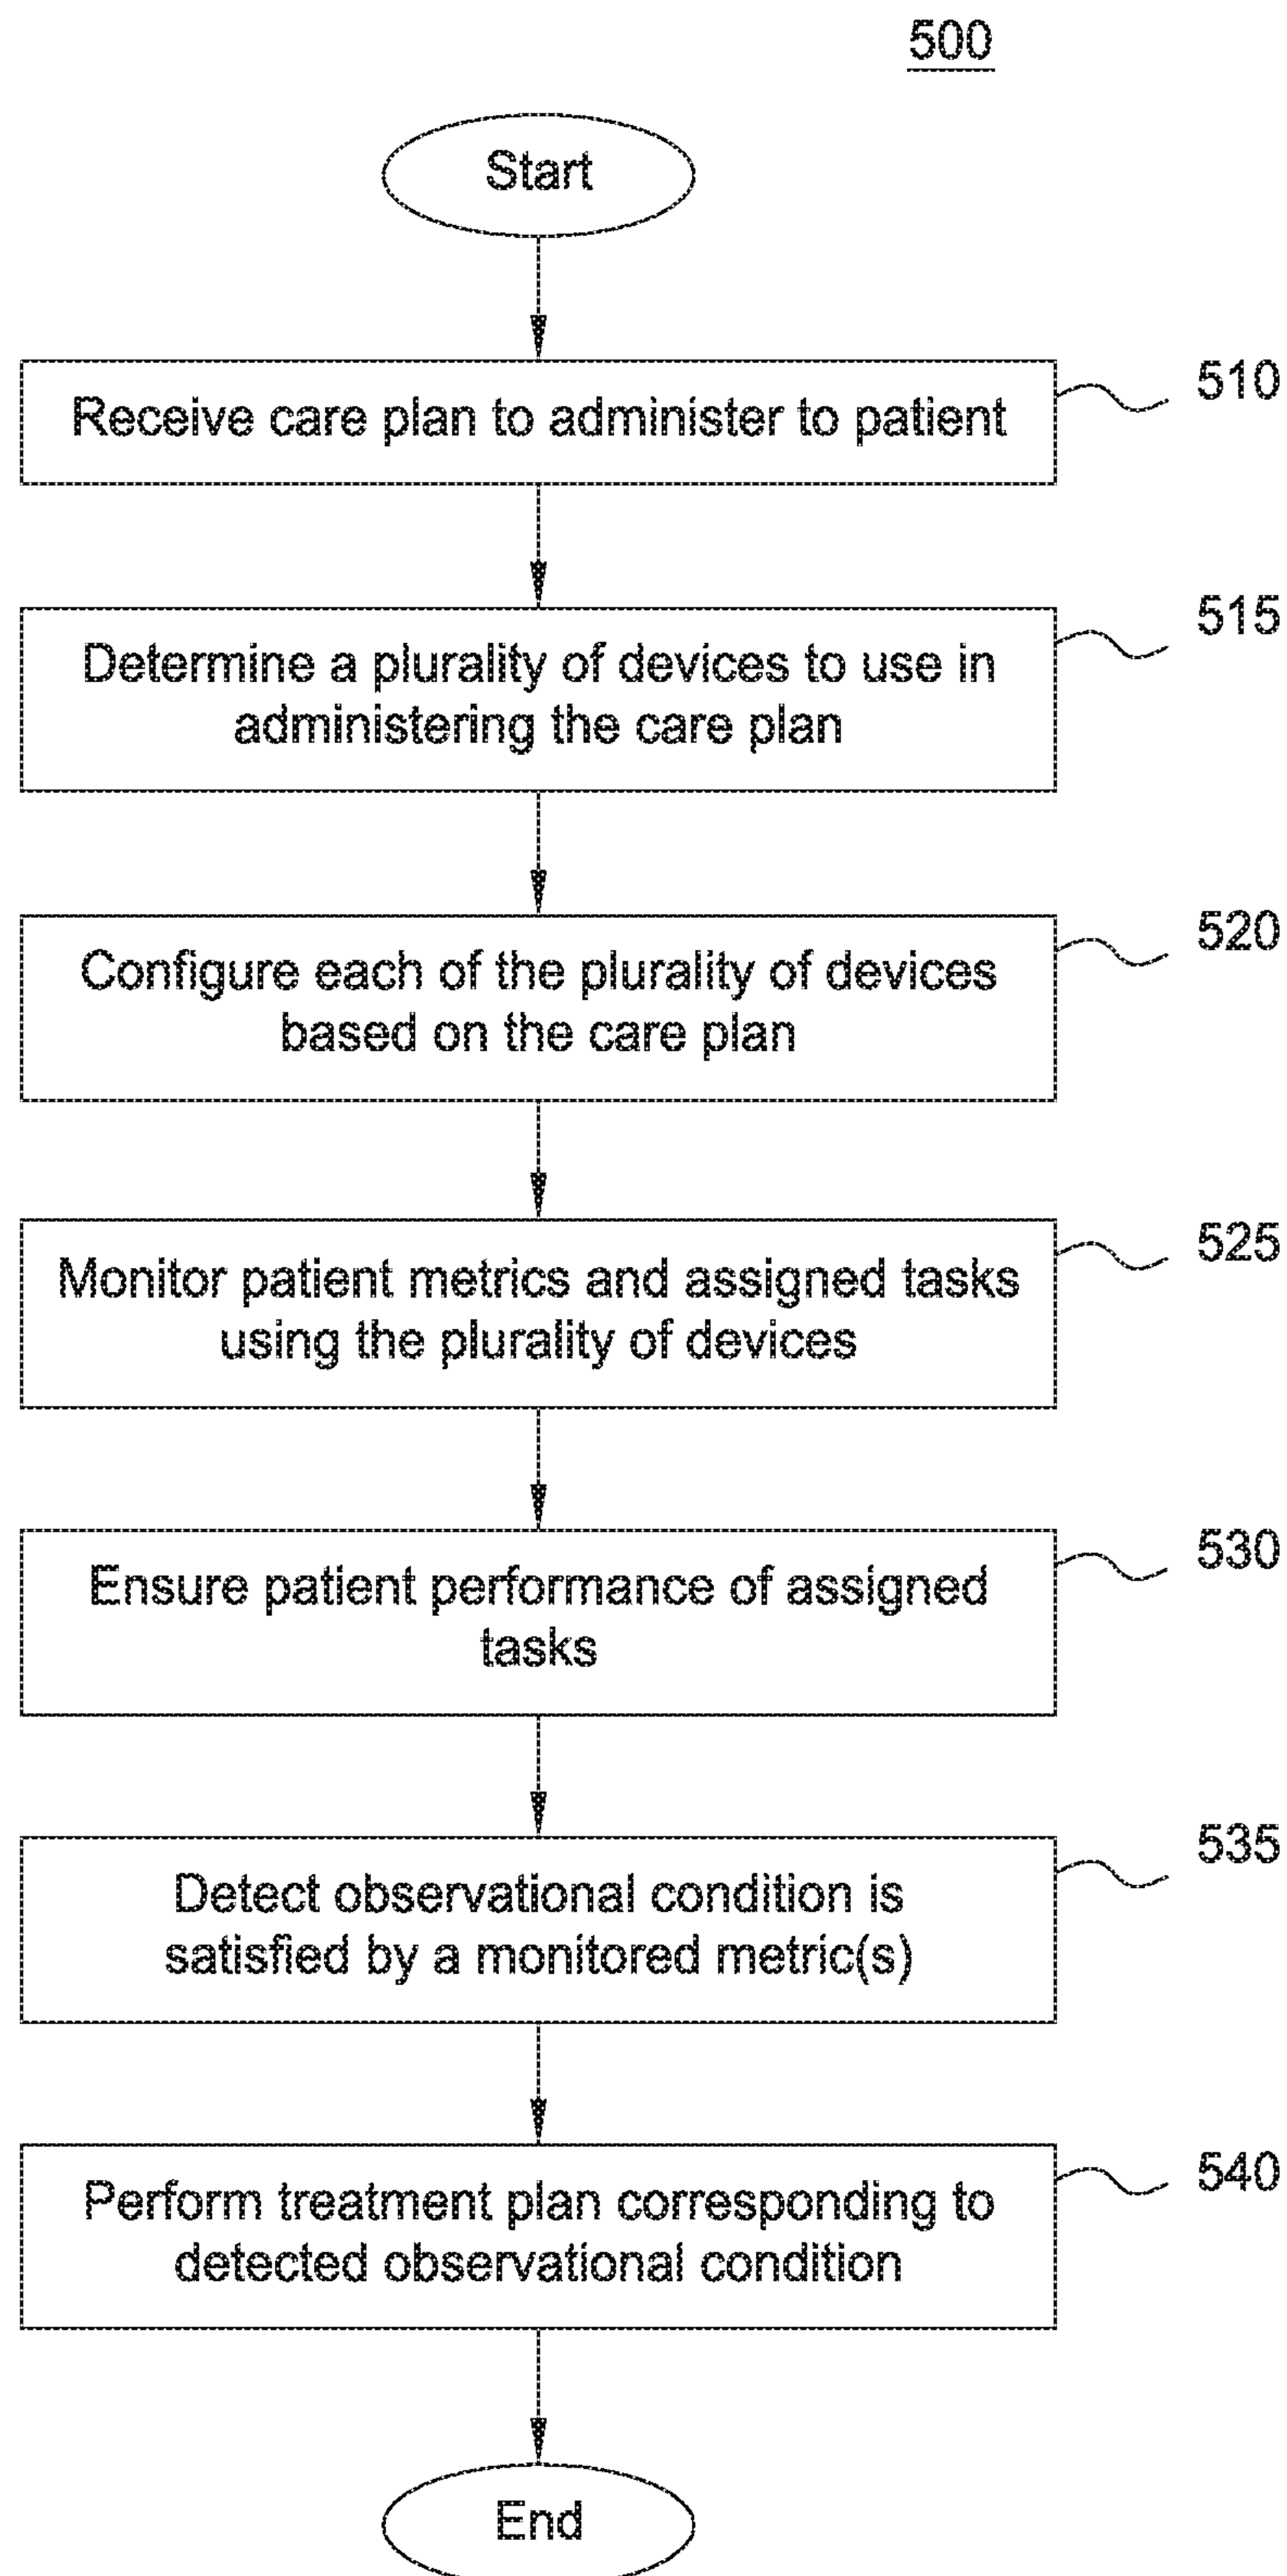 500
Start
Receive care plan to administer to patient
510
Determine a plurality of devices to use in
administering the care plan
515
Configure each of the plurality of devices
based on the care plan
520
Monitor patient metrics and assigned tasks
using the plurality of devices
525
Ensure patient performance of assigned
tasks
530
Detect observational condition is
satisfied by a monitored metric(s)
535
Perform treatment plan corresponding to
detected observational condition
540
End